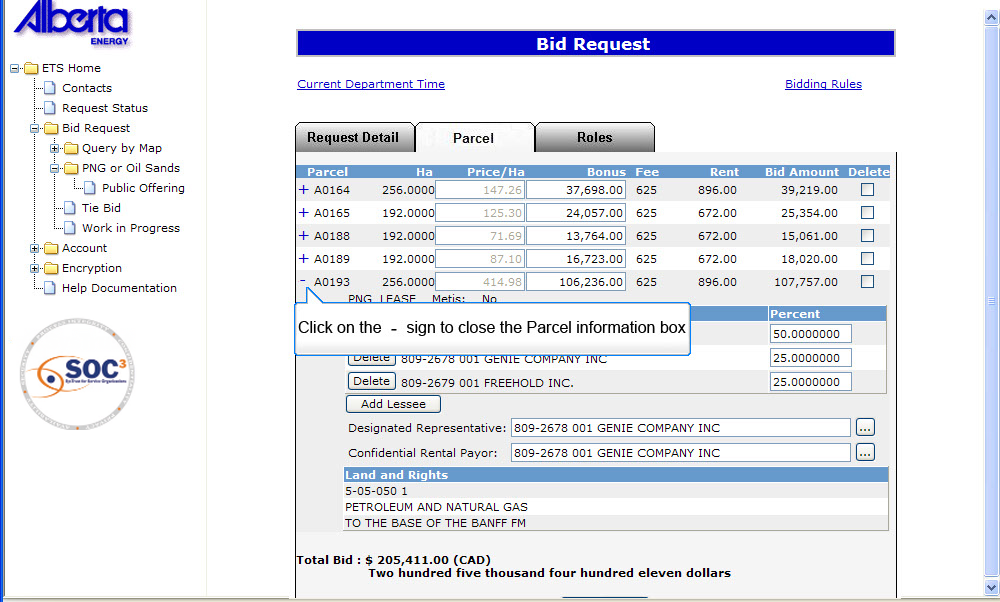 Alberta
ENERGY
ETS Home
Contacts
Request Status
Bid Request
Query by Map
PNG or Oil Sands
Public Offering
Tie Bid
Work in Progress
Account
Encryption
Help Documentation
SOC³
Bid Request
Current Department Time Bidding Rules
Request Detail Parcel Roles
Parcel Ha Price/Ha Bonus Fee Rent Bid Amount Delete
+ A0164 256.0000 147.26 37,698.00 625 896.00 39,219.00
+ A0165 192.0000 125.30 24,057.00 625 672.00 25,354.00
+ A0188 192.0000 71.69 13,764.00 625 672.00 15,061.00
+ A0189 192.0000 87.10 16,723.00 625 672.00 18,020.00
- A0193 256.0000 414.98 106,236.00 625 896.00 107,757.00
PNG LEASE Metis: No
Click on the - sign to close the Parcel information box
Percent
50.0000000
Delete 809-2678 001 GENIE COMPANY INC 25.0000000
Delete 809-2679 001 FREEHOLD INC. 25.0000000
Add Lessee
Designated Representative: 809-2678 001 GENIE COMPANY INC ...
Confidential Rental Payor: 809-2678 001 GENIE COMPANY INC ...
Land and Rights
5-05-050 1
PETROLEUM AND NATURAL GAS
TO THE BASE OF THE BANFF FM
Total Bid : $ 205,411.00 (CAD)
Two hundred five thousand four hundred eleven dollars